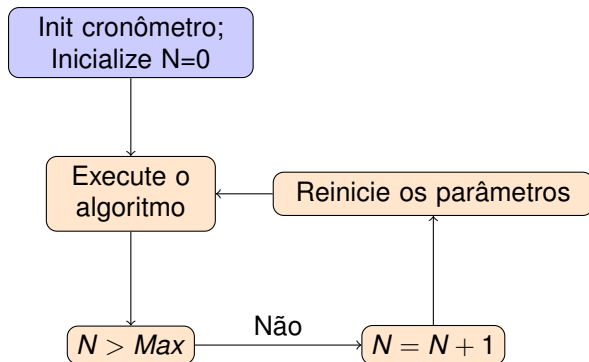 Init cronômetro;
Inicialize N=0
Execute o
algoritmo
Reinicie os parâmetros
N > Max
Não
N = N + 1